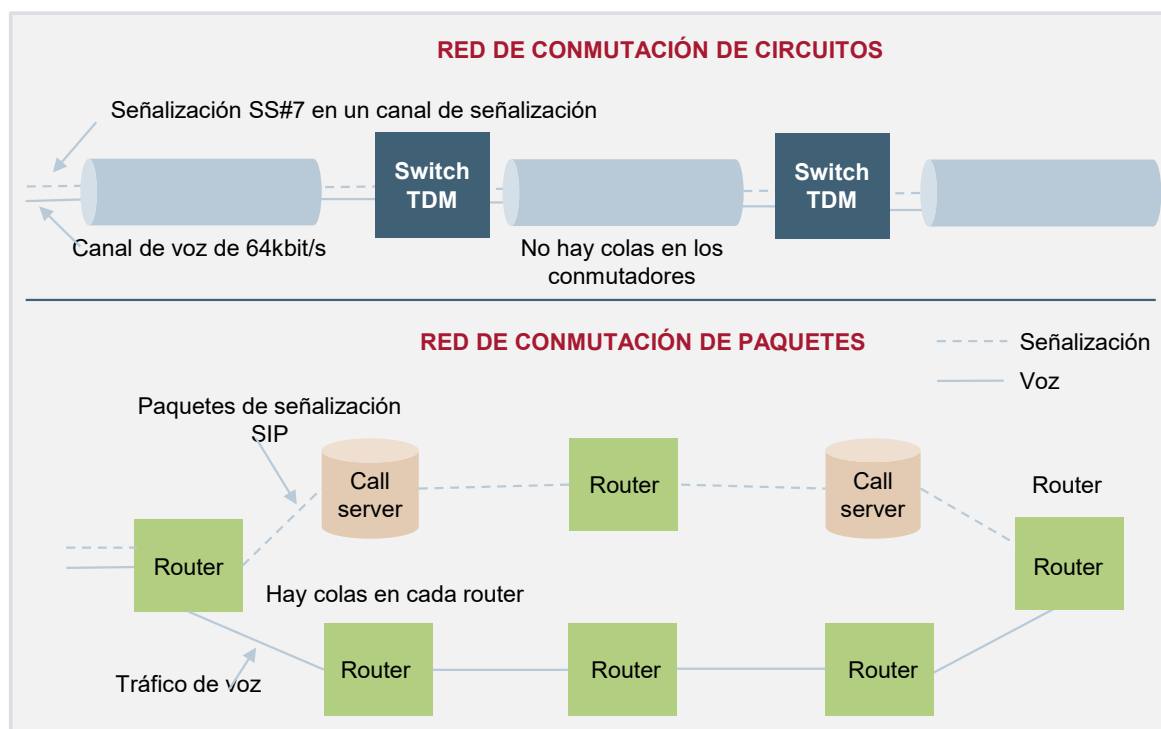 RED DE CONMUTACIÓN DE CIRCUITOS
Señalización SS#7 en un canal de señalización
Switch
TDM
Switch
TDM
Canal de voz de 64kbit/s
No hay colas en los
conmutadores
RED DE CONMUTACIÓN DE PAQUETES
Señalización
Voz
Paquetes de señalización
SIP
Call
server
Router
Call
server
Router
Router
Router
Hay colas en cada router
Router
Router
Router
Tráfico de voz